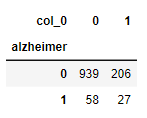 col_0 0 1
alzheimer
0 939 206
1 58 27